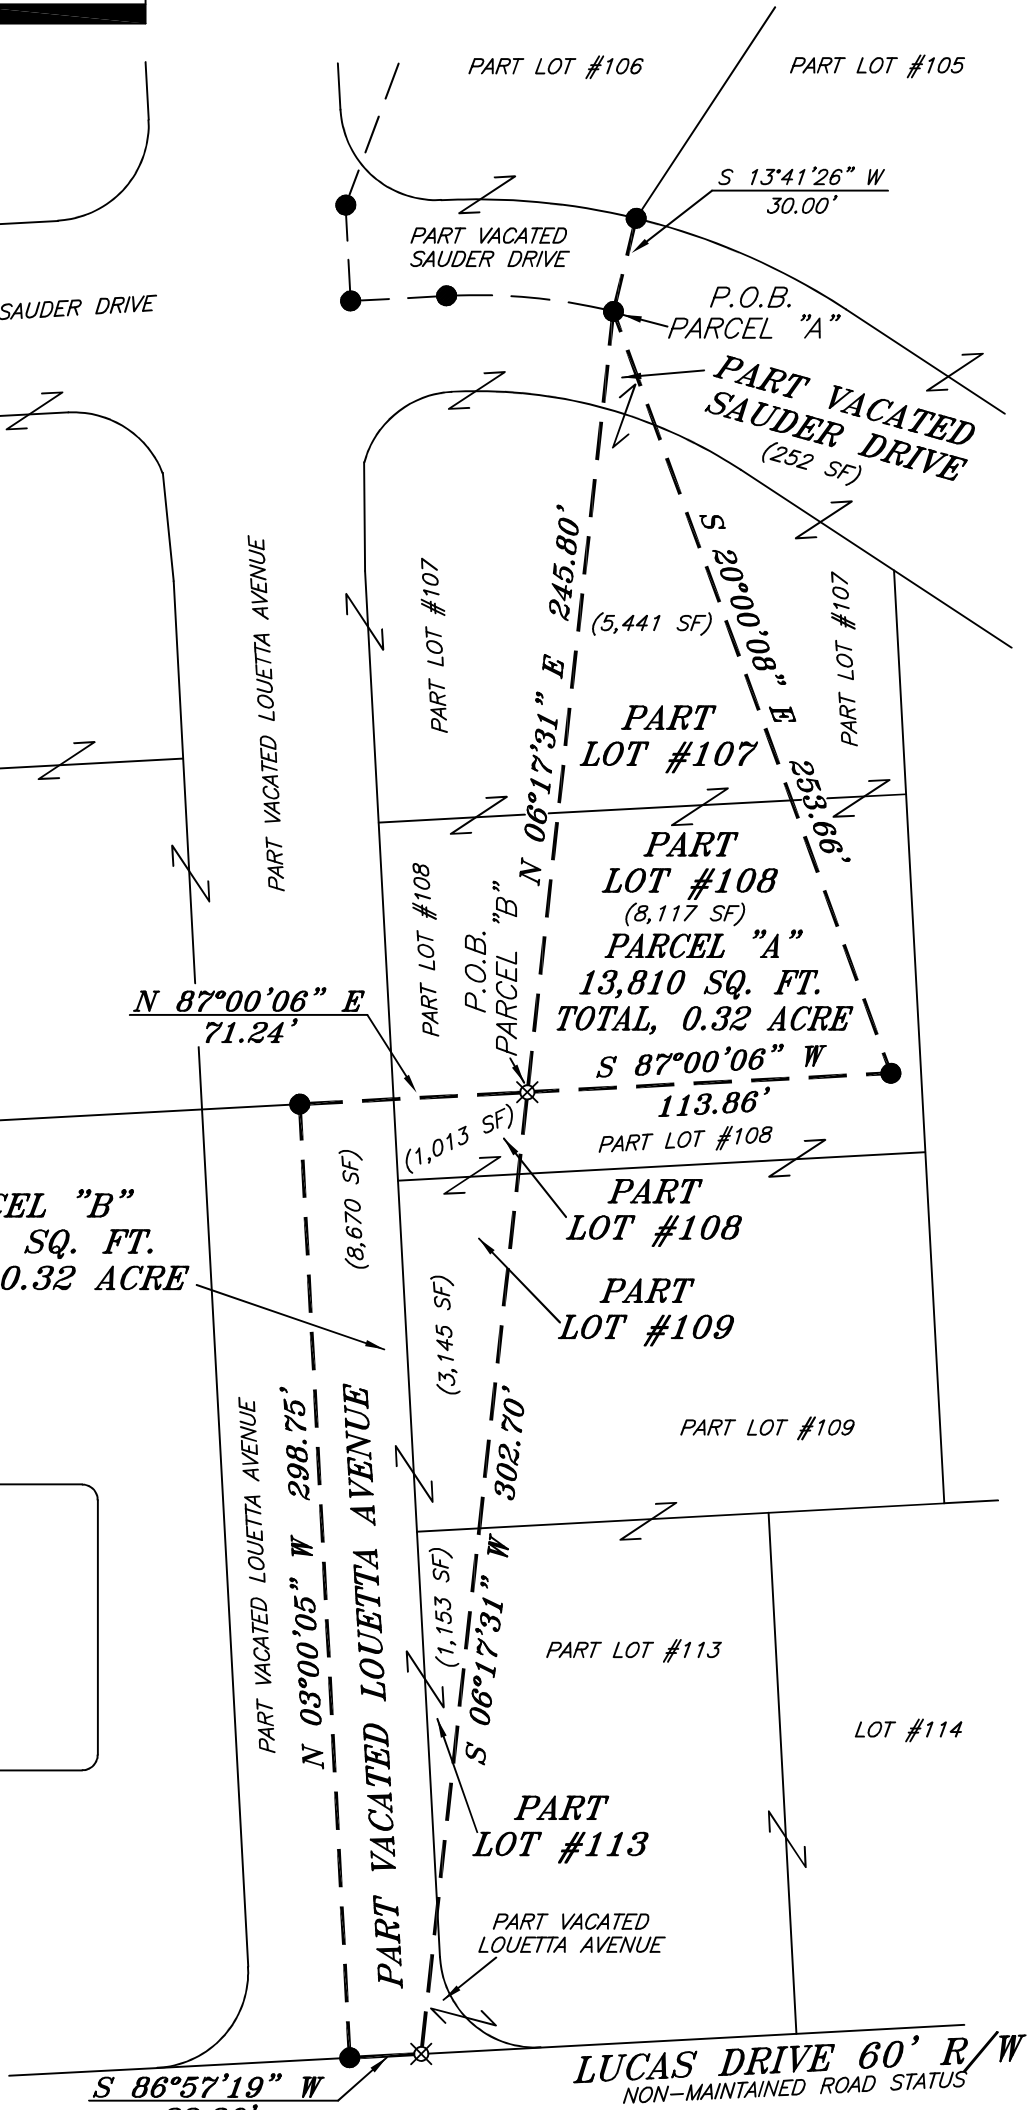 PART LOT #106
PART LOT #105
S 13°41'26" W
30.00'
PART VACATED
SAUDER DRIVE
SAUDER DRIVE
P.O.B.
PARCEL "A"
PART VACATED
SAUDER DRIVE
(252 SF)
S 20°00'08" E 253.66'
N 06°17'31" E 245.80'
PART VACATED LOUETTA AVENUE
PART LOT #107
(5,441 SF)
PART LOT #107
PART
LOT #107
PART
LOT #108
(8,117 SF)
PARCEL "A"
13,810 SQ. FT.
TOTAL, 0.32 ACRE
PART LOT #108
P.O.B.
PARCEL "B"
N 87°00'06" E
71.24'
S 87°00'06" W
113.86'
(1,013 SF)
PART LOT #108
(8,670 SF)
PART
LOT #108
CEL "B"
SQ. FT.
0.32 ACRE
PART
LOT #109
(3,145 SF)
PART LOT #109
PART VACATED LOUETTA AVENUE
N 03°00'05" W 298.75'
PART VACATED LOUETTA AVENUE
S 06°17'31" W 302.70'
(1,153 SF)
PART LOT #113
LOT #114
PART
LOT #113
PART VACATED
LOUETTA AVENUE
LUCAS DRIVE 60' R/W
NON-MAINTAINED ROAD STATUS
S 86°57'19" W